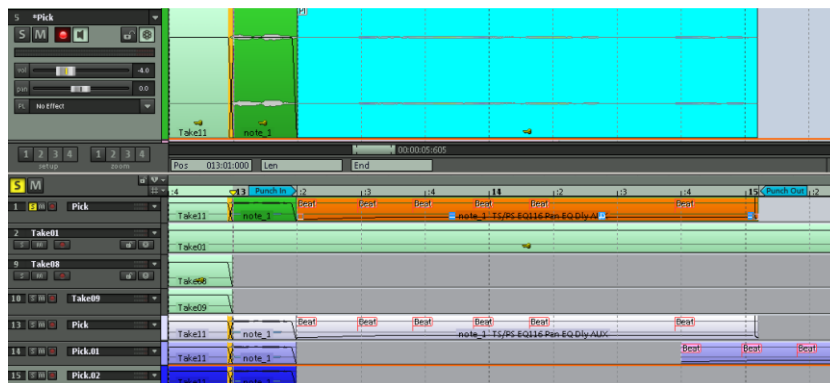 5 *Pick
S M
vol -4.0
pan 0.0
FL No Effect
Take11 note_1
PI
1 2 3 4 1 2 3 4
setup zoom
00:00:05:605
Pos 013:01:000 Len End
S M
:4 13 Punch In :2 :3 :4 14 :2 :3 :4 15 Punch Out :2
1 S m Pick
Beat Beat Beat Beat Beat Beat
Take11 note_1 note_1 TS/PS EQ116 Pan EQ Dly AUX
2 Take01
S M
Take01
9 Take08
S M
Take08
10 S m Take09
Take09
13 S m Pick
Beat Beat Beat Beat Beat Beat
Take11 note_1 note_1 TS/PS EQ116 Pan EQ Dly AUX
14 S m Pick.01
Beat Beat Beat
Take11 note_1
15 S m Pick.02
Take11 note_1